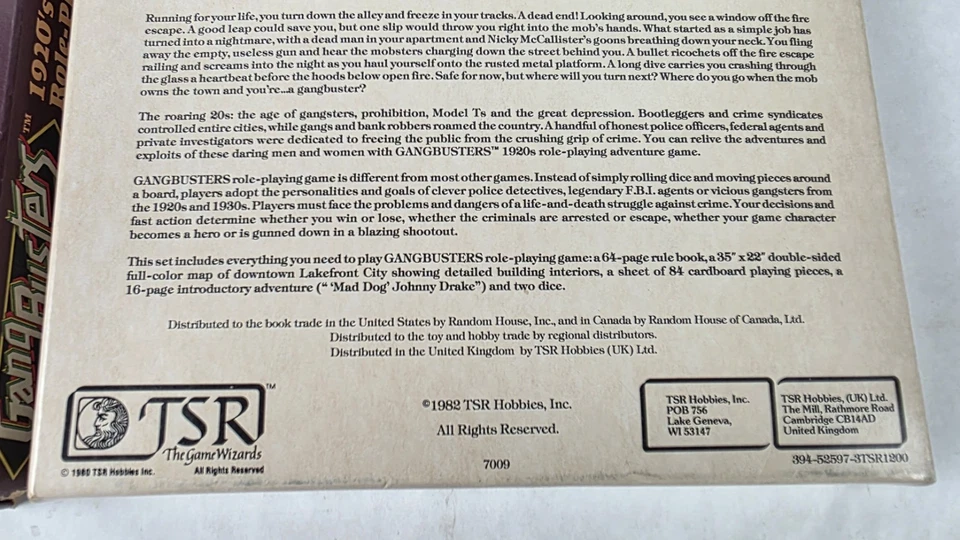 Running for your life, you turn down the alley and freeze in your tracks. A dead end! Looking around, you see a window off the fire
escape. A good leap could save you, but one slip would throw you right into the mob's hands. What started as a simple job has
turned into a nightmare, with a dead man in your apartment and Nicky McCallister's goons breathing down your neck. You fling
away the empty, useless gun and hear the mobsters charging down the street behind you. A bullet ricochets off the fire escape
railing and screams into the night as you haul yourself onto the rusted metal platform. A long dive carries you crashing through
the glass a heartbeat before the hoods below open fire. Safe for now, but where will you turn next? Where do you go when the mob
owns the town and you're...a gangbuster?
The roaring 20s: the age of gangsters, prohibition, Model Ts and the great depression. Bootleggers and crime syndicates
controlled entire cities, while gangs and bank robbers roamed the country. A handful of honest police officers, federal agents and
private investigators were dedicated to freeing the public from the crushing grip of crime. You can relive the adventures and
exploits of these daring men and women with GANGBUSTERS™ 1920s role-playing adventure game.
GANGBUSTERS role-playing game is different from most other games. Instead of simply rolling dice and moving pieces around
a board, players adopt the personalities and goals of clever police detectives, legendary F.B.I. agents or vicious gangsters from
the 1920s and 1930s. Players must face the problems and dangers of a life-and-death struggle against crime. Your decisions and
fast action determine whether you win or lose, whether the criminals are arrested or escape, whether your game character
becomes a hero or is gunned down in a blazing shootout.
This set includes everything you need to play GANGBUSTERS role-playing game: a 64-page rule book, a 35" x 22" double-sided
full-color map of downtown Lakefront City showing detailed building interiors, a sheet of 84 cardboard playing pieces, a
16-page introductory adventure (" 'Mad Dog' Johnny Drake") and two dice.
Distributed to the book trade in the United States by Random House, Inc., and in Canada by Random House of Canada, Ltd.
Distributed to the toy and hobby trade by regional distributors.
Distributed in the United Kingdom by TSR Hobbies (UK) Ltd.
TSR™
The Game Wizards
© 1980 TSR Hobbies Inc. All Rights Reserved
©1982 TSR Hobbies, Inc.
All Rights Reserved.
7009
TSR Hobbies, Inc.
POB 756
Lake Geneva,
WI 53147
TSR Hobbies, (UK) Ltd.
The Mill, Rathmore Road
Cambridge CB14AD
United Kingdom
394-52597-3TSR1200
GANGBUSTERS™
1920's